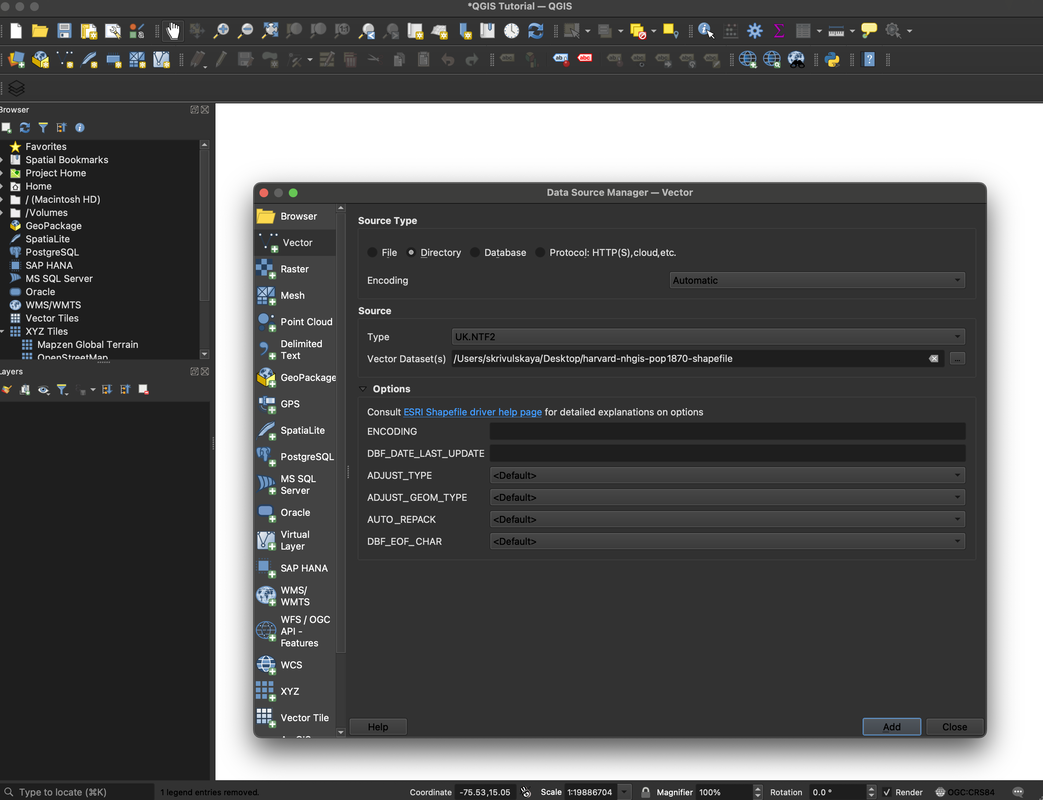 *QGIS Tutorial — QGIS
Browser
Favorites
Spatial Bookmarks
Project Home
Home
/ (Macintosh HD)
/Volumes
GeoPackage
SpatiaLite
PostgreSQL
SAP HANA
MS SQL Server
Oracle
WMS/WMTS
Vector Tiles
XYZ Tiles
Mapzen Global Terrain
OpenStreetMap
Layers
Data Source Manager — Vector
Browser
Vector
Raster
Mesh
Point Cloud
Delimited
Text
GeoPackage
GPS
SpatiaLite
PostgreSQL
MS SQL
Server
Oracle
Virtual
Layer
SAP HANA
WMS/
WMTS
WFS / OGC
API -
Features
WCS
XYZ
Vector Tile
Source Type
File Directory Database Protocol: HTTP(S),cloud,etc.
Encoding Automatic
Source
Type UK.NTF2
Vector Dataset(s) /Users/skrivulskaya/Desktop/harvard-nhgis-pop1870-shapefile ...
Options
Consult ESRI Shapefile driver help page for detailed explanations on options
ENCODING
DBF_DATE_LAST_UPDATE
ADJUST_TYPE <Default>
ADJUST_GEOM_TYPE <Default>
AUTO_REPACK <Default>
DBF_EOF_CHAR <Default>
Help Add Close
Type to locate (⌘K) 1 legend entries removed. Coordinate -75.53,15.05 Scale 1:19886704 Magnifier 100% Rotation 0.0 ° Render OGC:CRS84